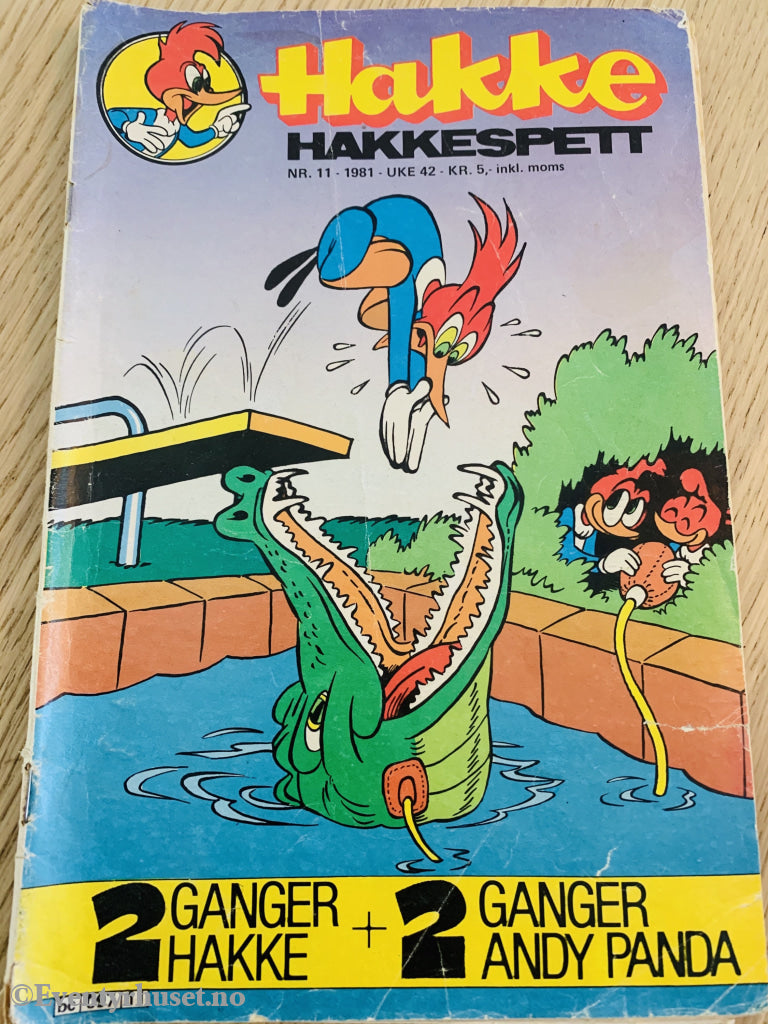 Hakke
HAKKESPETT
NR. 11 - 1981 - UKE 42 - KR. 5,- inkl. moms
2 GANGER HAKKE + 2 GANGER ANDY PANDA
© Eventyrhuset.no